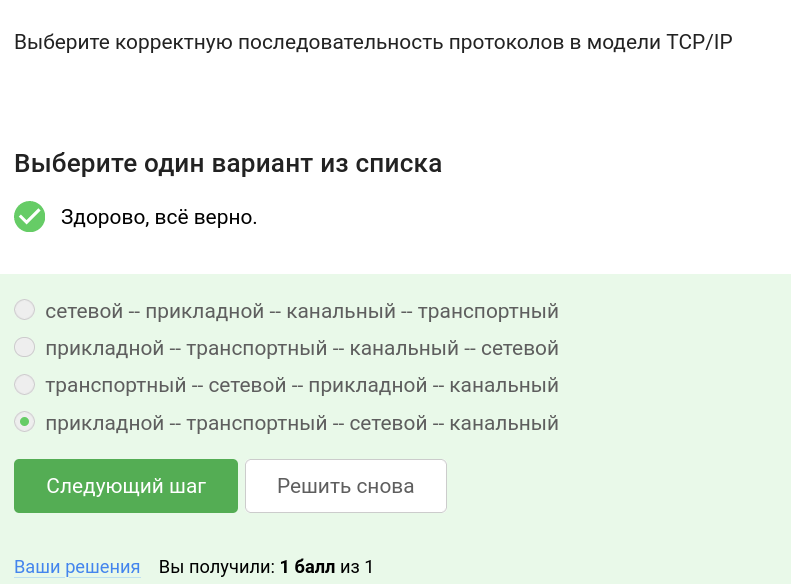 Выберите корректную последовательность протоколов в модели TCP/IP
Выберите один вариант из списка
Здорово, всё верно.
сетевой -- прикладной -- канальный -- транспортный
прикладной -- транспортный -- канальный -- сетевой
транспортный -- сетевой -- прикладной -- канальный
прикладной -- транспортный -- сетевой -- канальный
Следующий шаг Решить снова
Ваши решения Вы получили: 1 балл из 1